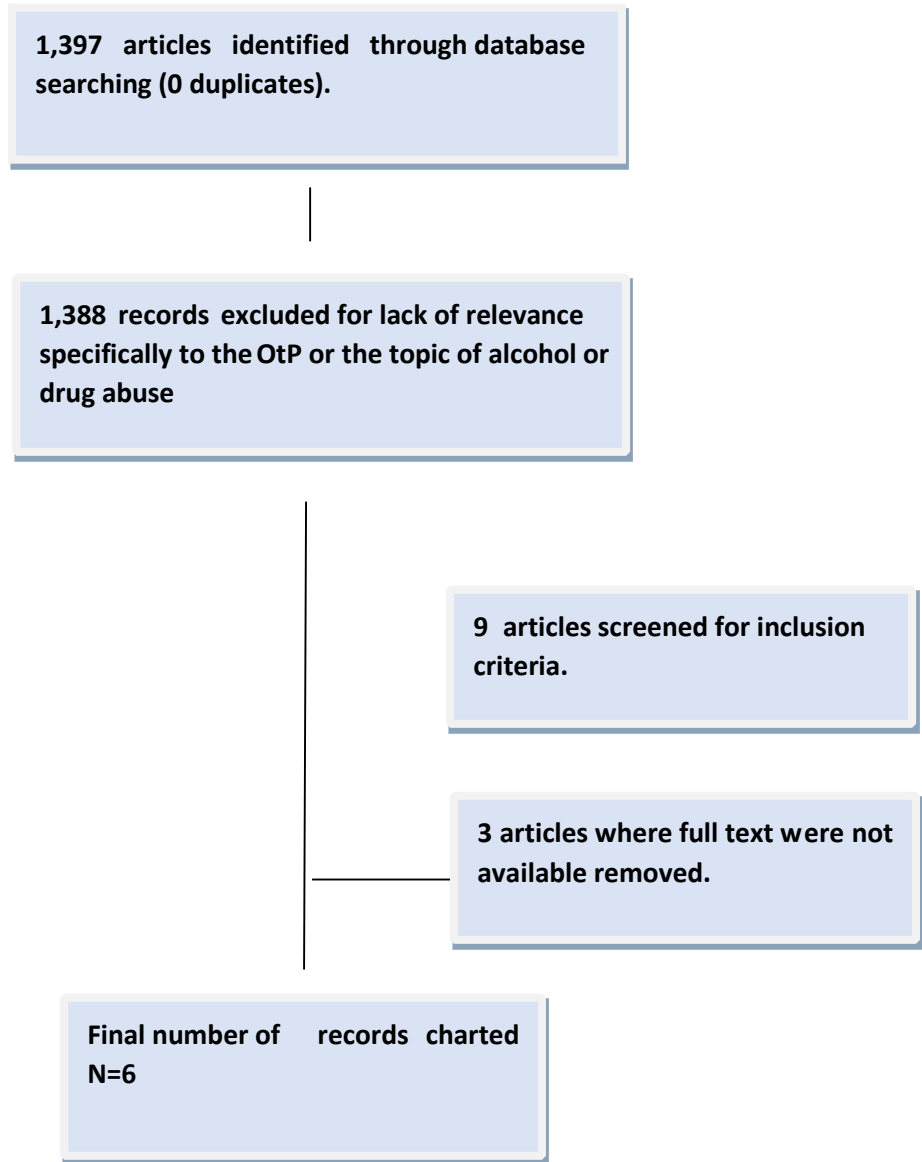 1,397 articles identified through database
searching (0 duplicates).
1,388 records excluded for lack of relevance
specifically to the OtP or the topic of alcohol or
drug abuse
9 articles screened for inclusion
criteria.
3 articles where full text were not
available removed.
Final number of records charted
N=6